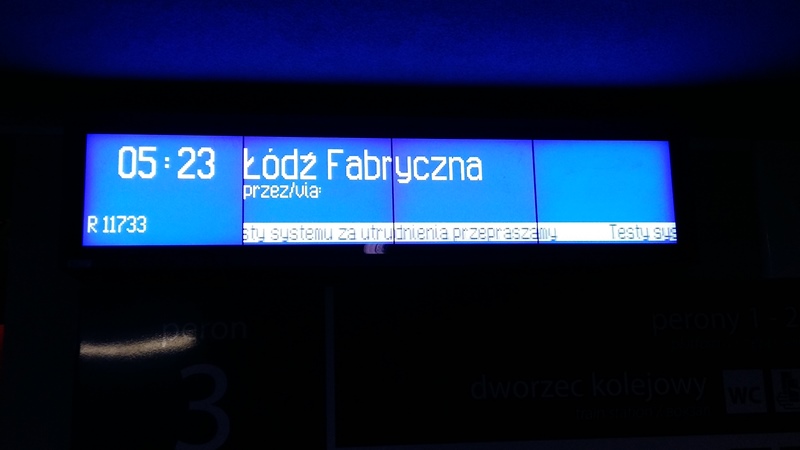 05:23
Łódź Fabryczna
przez/via:
R 11733
sty systemu za utrudnienia przepraszamy Testy sys
peron
3
perony 1 - 2
dworzec kolejowy
WC